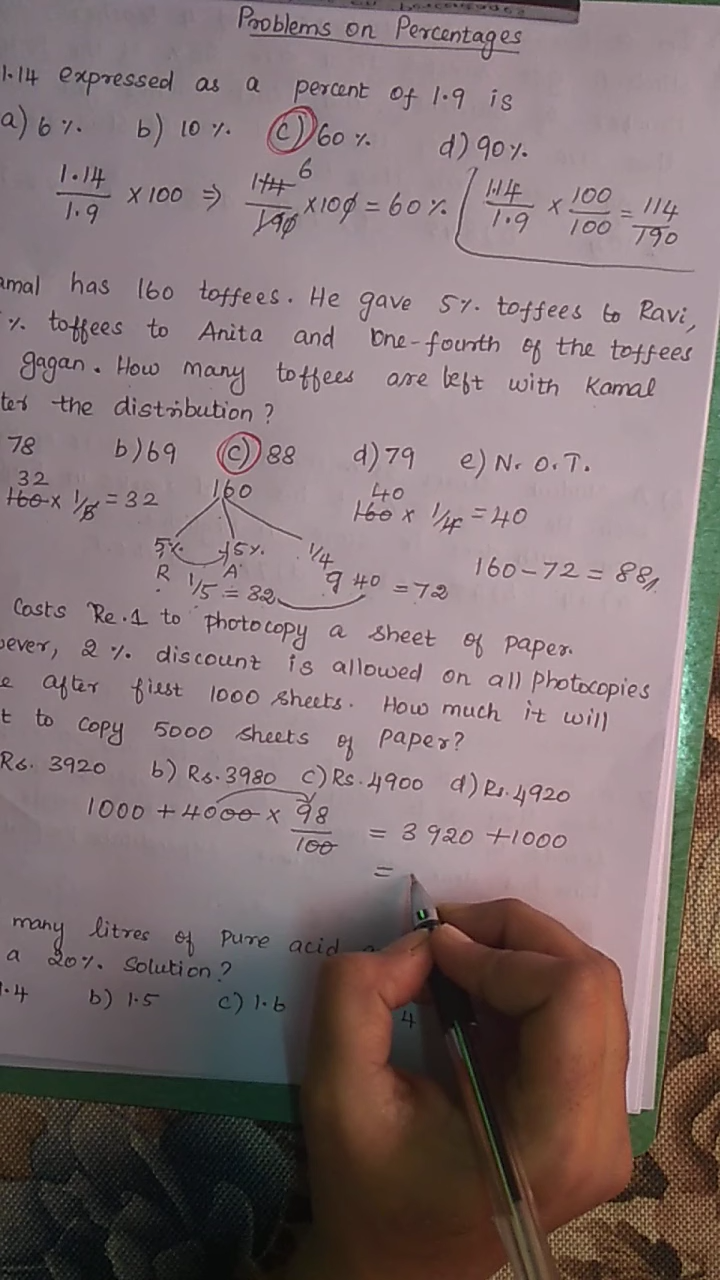 Problems on Percentages
1.14 expressed as a percent of 1.9 is
a) 6 %. b) 10 %. c) 60 %. d) 90%.
1.14/1.9 × 100 ⇒ 114/190 6 ×100 = 60 % 1.14/1.9 × 100/100 = 114/190
amal has 160 toffees. He gave 5%. toffees to Ravi,
%. toffees to Anita and One-fourth of the toffees
gagan. How many toffees are left with Kamal
ter the distribution?
78 b) 69 c) 88 d) 79 e) N. O. T.
32 160 40
160 x 1/5 = 32 160 x 1/4 = 40
5% 15%. 1/4
R A g 40 = 72 160-72 = 88
1/5 = 32
Costs Re.1 to photocopy a sheet of paper.
ever, 2 % discount is allowed on all photocopies
e after first 1000 sheets. How much it will
t to copy 5000 sheets of paper?
Rs. 3920 b) Rs. 3980 c) Rs. 4900 d) Rs. 4920
1000 + 4000 x 98/100 = 3920 +1000
=
many litres of pure acid
a 20%. Solution?
.4 b) 1.5 c) 1.6
4